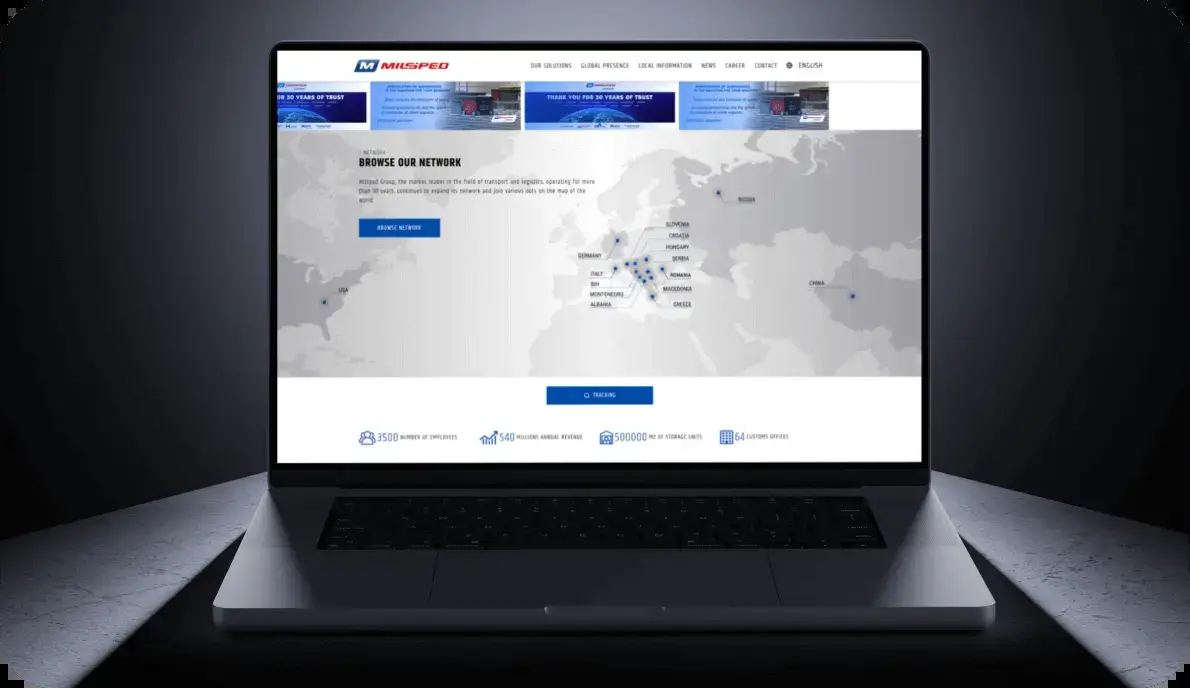 MILSPED
OUR SOLUTIONS GLOBAL PRESENCE LOCAL INFORMATION NEWS CAREER CONTACT ENGLISH
OR 30 YEARS OF TRUST
THANK YOU FOR 30 YEARS OF TRUST
NETWORK
BROWSE OUR NETWORK
Milsped Group, the market leader in the field of transport and logistics, operating for more
than 30 years, continues to expand its network and join various dots on the map of the
world.
BROWSE NETWORK
RUSSIA
SLOVENIA
CROATIA
HUNGARY
GERMANY
SERBIA
ITALY
ROMANIA
BIH
CHINA
USA
MONTENEGRO
MACEDONIA
ALBANIA
GREECE
TRACKING
3500 NUMBER OF EMPLOYEES
540 MILLIONS ANNUAL REVENUE
500000 M2 OF STORAGE UNITS
64 CUSTOMS OFFICES